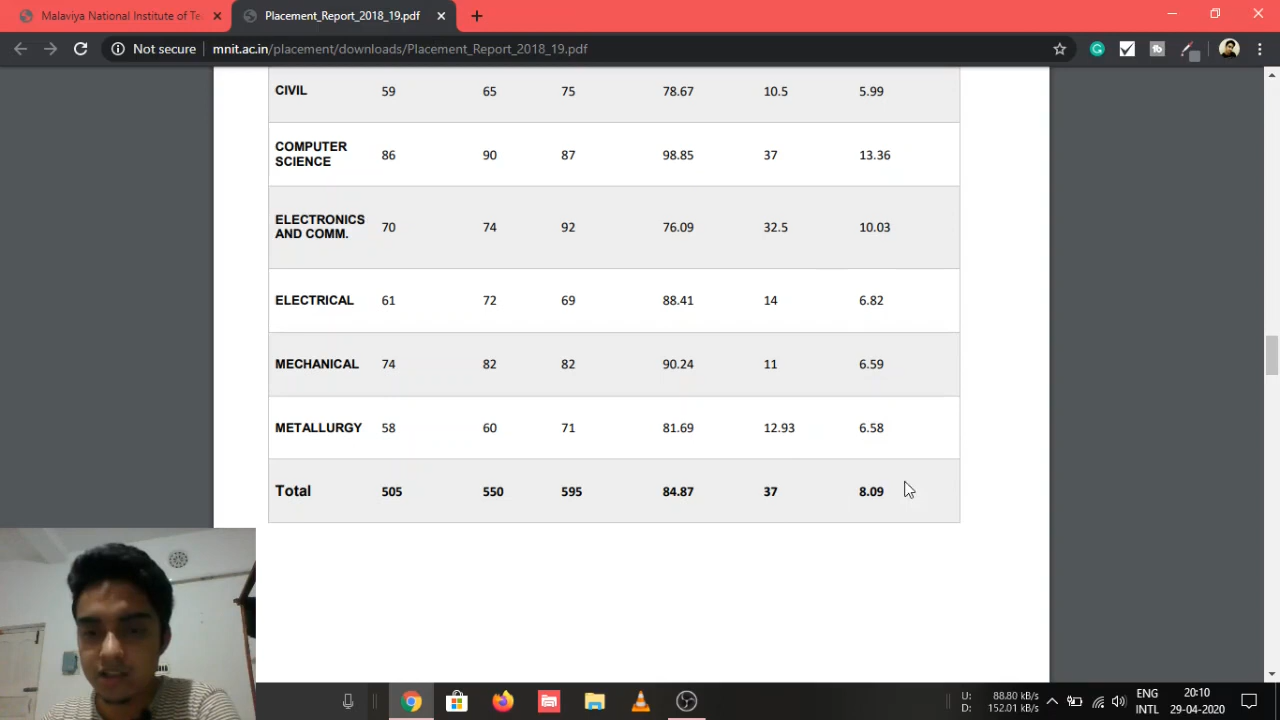 Malaviya National Institute of Te
Placement_Report_2018_19.pdf
Not secure
mnit.ac.in/placement/downloads/Placement_Report_2018_19.pdf
CIVIL 59 65 75 78.67 10.5 5.99
COMPUTER
SCIENCE 86 90 87 98.85 37 13.36
ELECTRONICS
AND COMM. 70 74 92 76.09 32.5 10.03
ELECTRICAL 61 72 69 88.41 14 6.82
MECHANICAL 74 82 82 90.24 11 6.59
METALLURGY 58 60 71 81.69 12.93 6.58
Total 505 550 595 84.87 37 8.09
U: 88.80 kB/s
D: 152.01 kB/s
ENG
INTL
20:10
29-04-2020